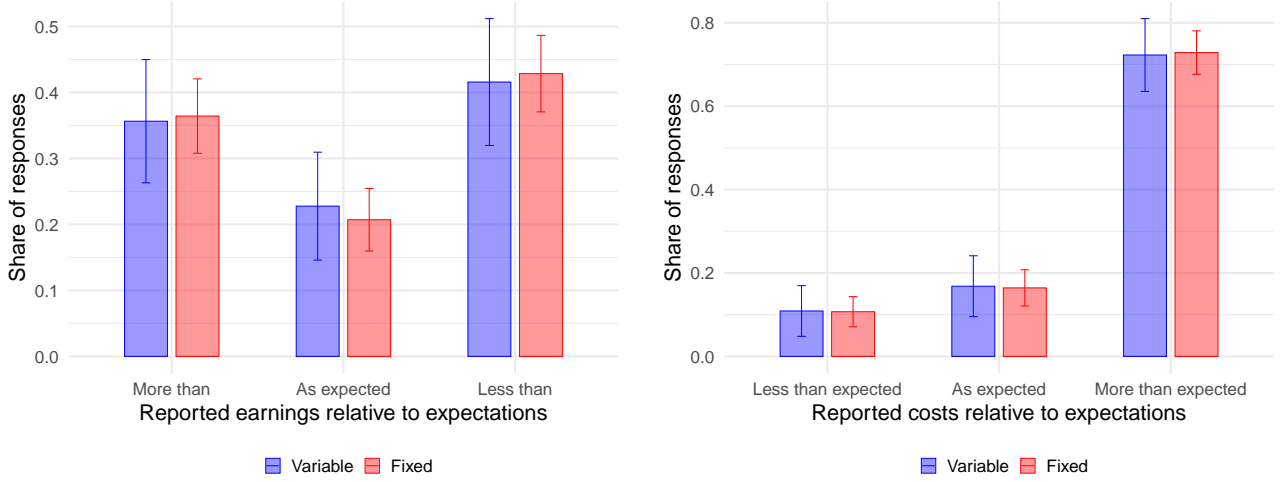 Share of responses
0.5
0.4
0.3
0.2
0.1
0.0
More than As expected Less than
Reported earnings relative to expectations
Variable Fixed
Share of responses
0.8
0.6
0.4
0.2
0.0
Less than expected As expected More than expected
Reported costs relative to expectations
Variable Fixed